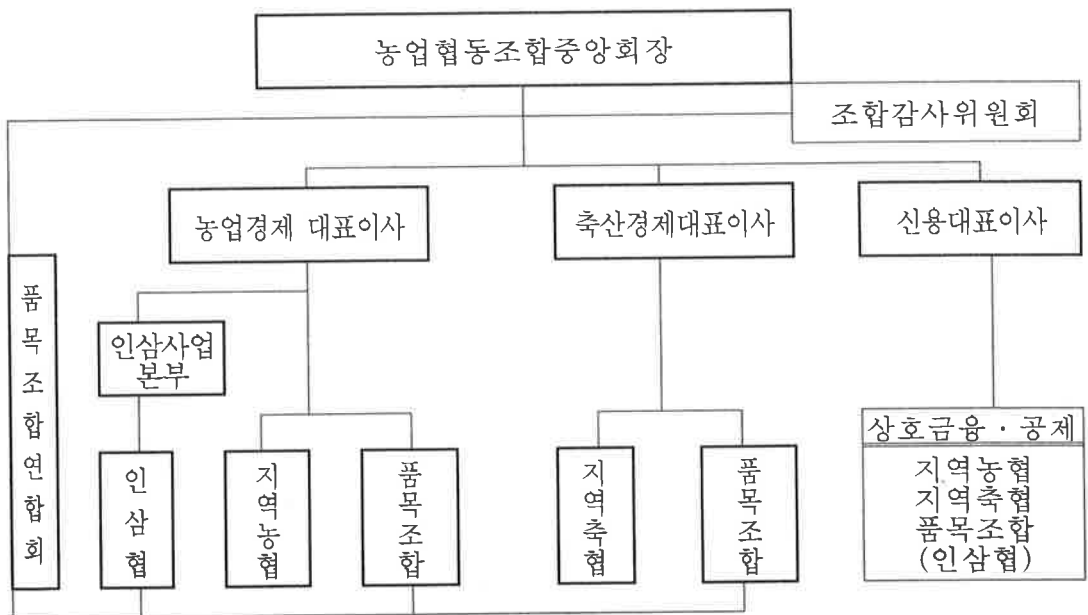 농업협동조합중앙회장
조합감사위원회
농업경제 대표이사
축산경제대표이사
신용대표이사
품목조합연합회
인삼사업
본부
인삼협
지역농협
품목조합
지역축협
품목조합
상호금융·공제
지역농협
지역축협
품목조합
(인삼협)